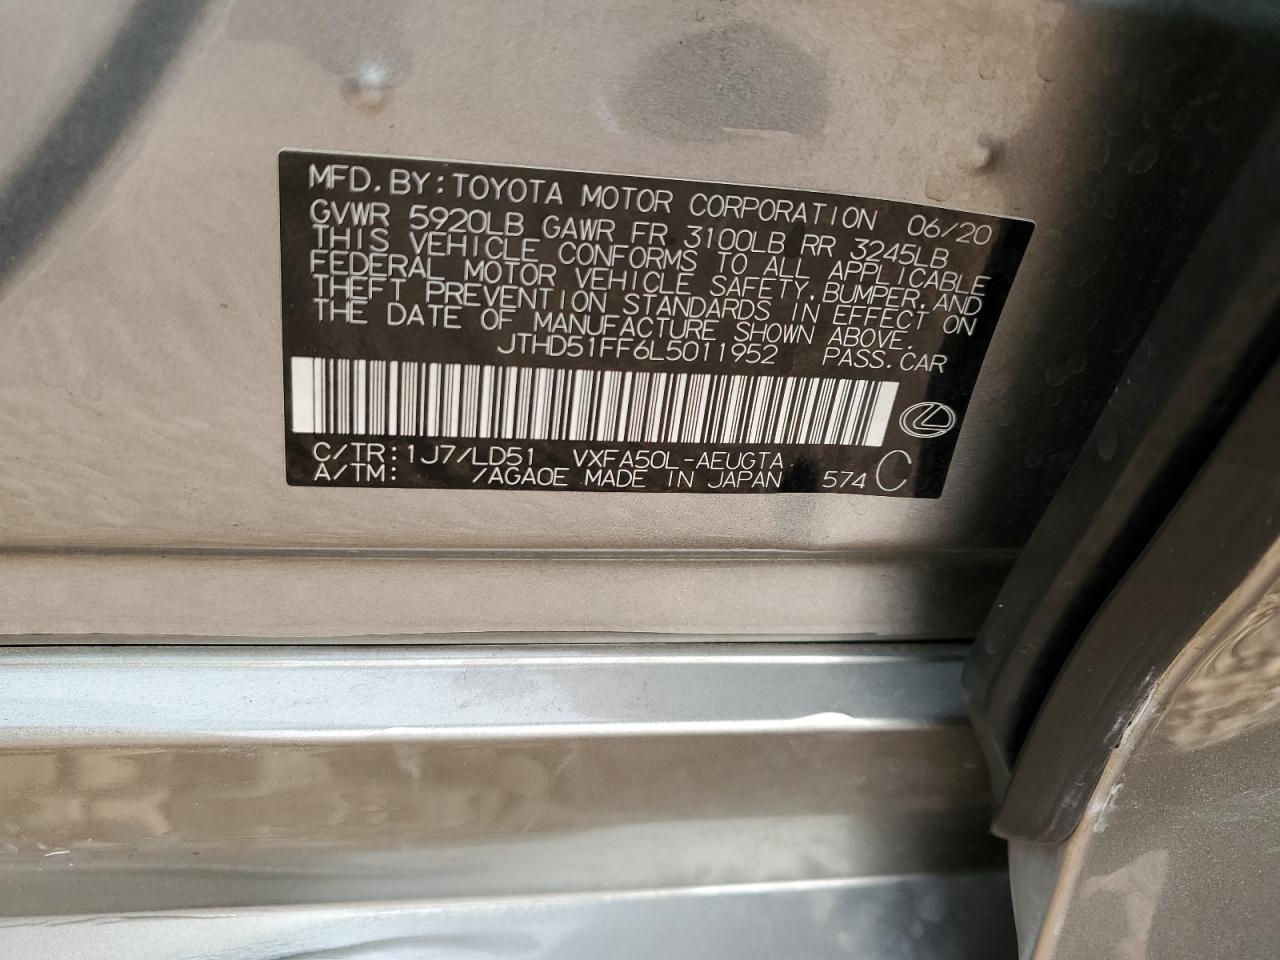 MFD. BY: TOYOTA MOTOR CORPORATION 06/20
GVWR 5920LB GAWR FR 3100LB RR 3245LB
THIS VEHICLE CONFORMS TO ALL APPLICABLE
FEDERAL MOTOR VEHICLE SAFETY, BUMPER, AND
THEFT PREVENTION STANDARDS IN EFFECT ON
THE DATE OF MANUFACTURE SHOWN ABOVE.
JTHD51FF6L5011952 PASS. CAR
C/TR: 1J7/LD51 VXFA50L-AEUGTA
A/TM: /AGA0E MADE IN JAPAN 574 C